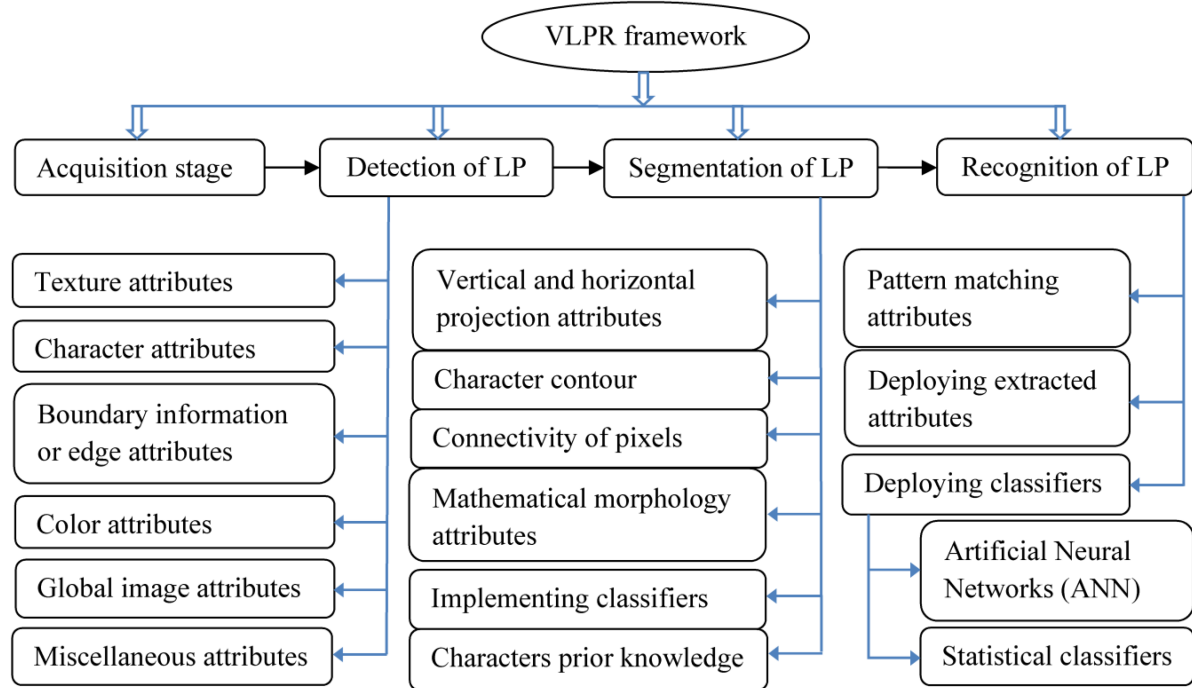 VLPR framework
Acquisition stage
Detection of LP
Segmentation of LP
Recognition of LP
Texture attributes
Character attributes
Boundary information
or edge attributes
Color attributes
Global image attributes
Miscellaneous attributes
Vertical and horizontal
projection attributes
Character contour
Connectivity of pixels
Mathematical morphology
attributes
Implementing classifiers
Characters prior knowledge
Pattern matching
attributes
Deploying extracted
attributes
Deploying classifiers
Artificial Neural
Networks (ANN)
Statistical classifiers